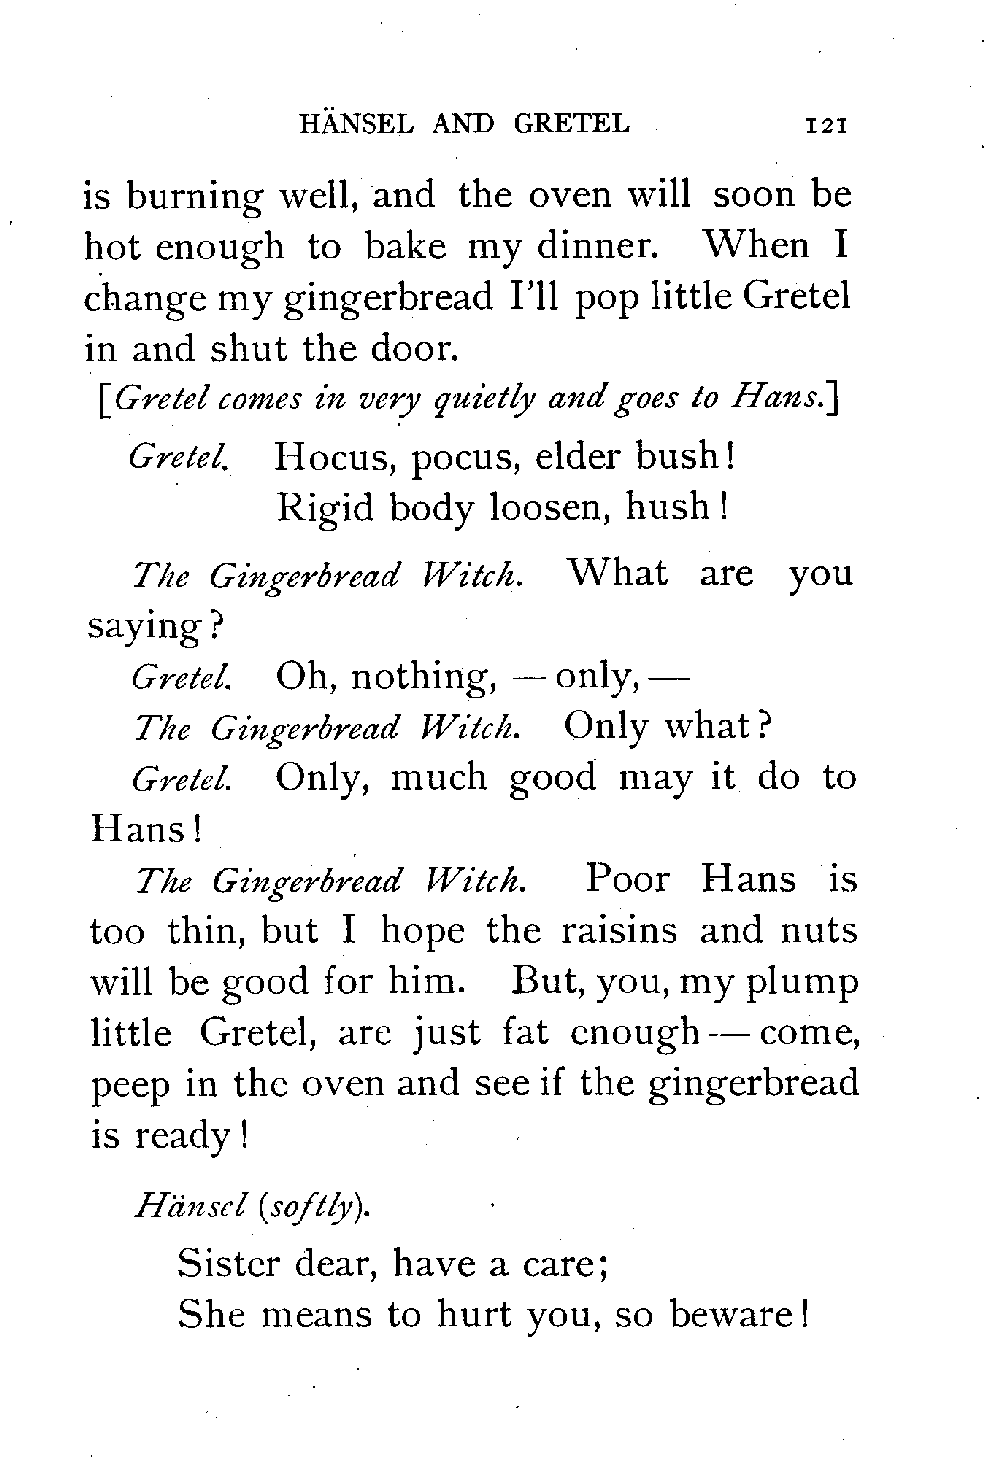 HÄNSEL AND GRETEL 121
is burning well, and the oven will soon be
hot enough to bake my dinner. When I
change my gingerbread I'll pop little Gretel
in and shut the door.
[Gretel comes in very quietly and goes to Hans.]
Gretel. Hocus, pocus, elder bush!
Rigid body loosen, hush!
The Gingerbread Witch. What are you
saying?
Gretel. Oh, nothing, — only, —
The Gingerbread Witch. Only what?
Gretel. Only, much good may it do to
Hans!
The Gingerbread Witch. Poor Hans is
too thin, but I hope the raisins and nuts
will be good for him. But, you, my plump
little Gretel, are just fat enough — come,
peep in the oven and see if the gingerbread
is ready!
Hänsel (softly).
Sister dear, have a care;
She means to hurt you, so beware!